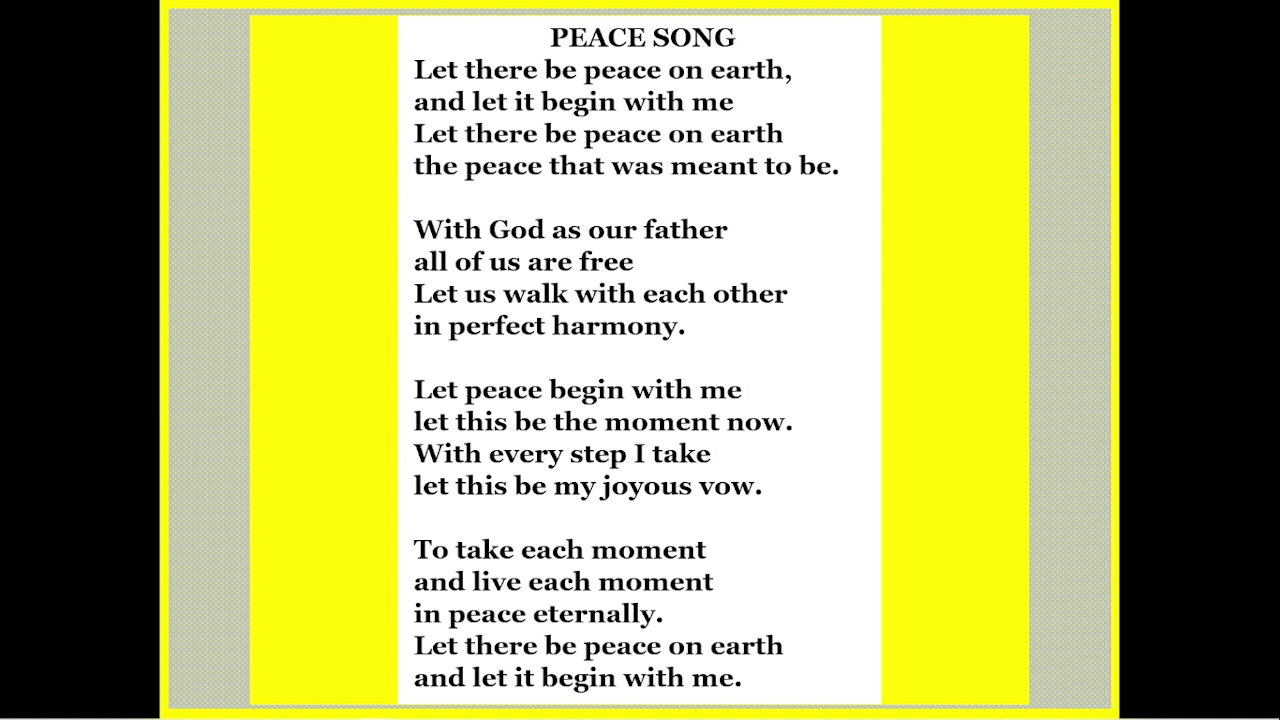 PEACE SONG
Let there be peace on earth,
and let it begin with me
Let there be peace on earth
the peace that was meant to be.
With God as our father
all of us are free
Let us walk with each other
in perfect harmony.
Let peace begin with me
let this be the moment now.
With every step I take
let this be my joyous vow.
To take each moment
and live each moment
in peace eternally.
Let there be peace on earth
and let it begin with me.